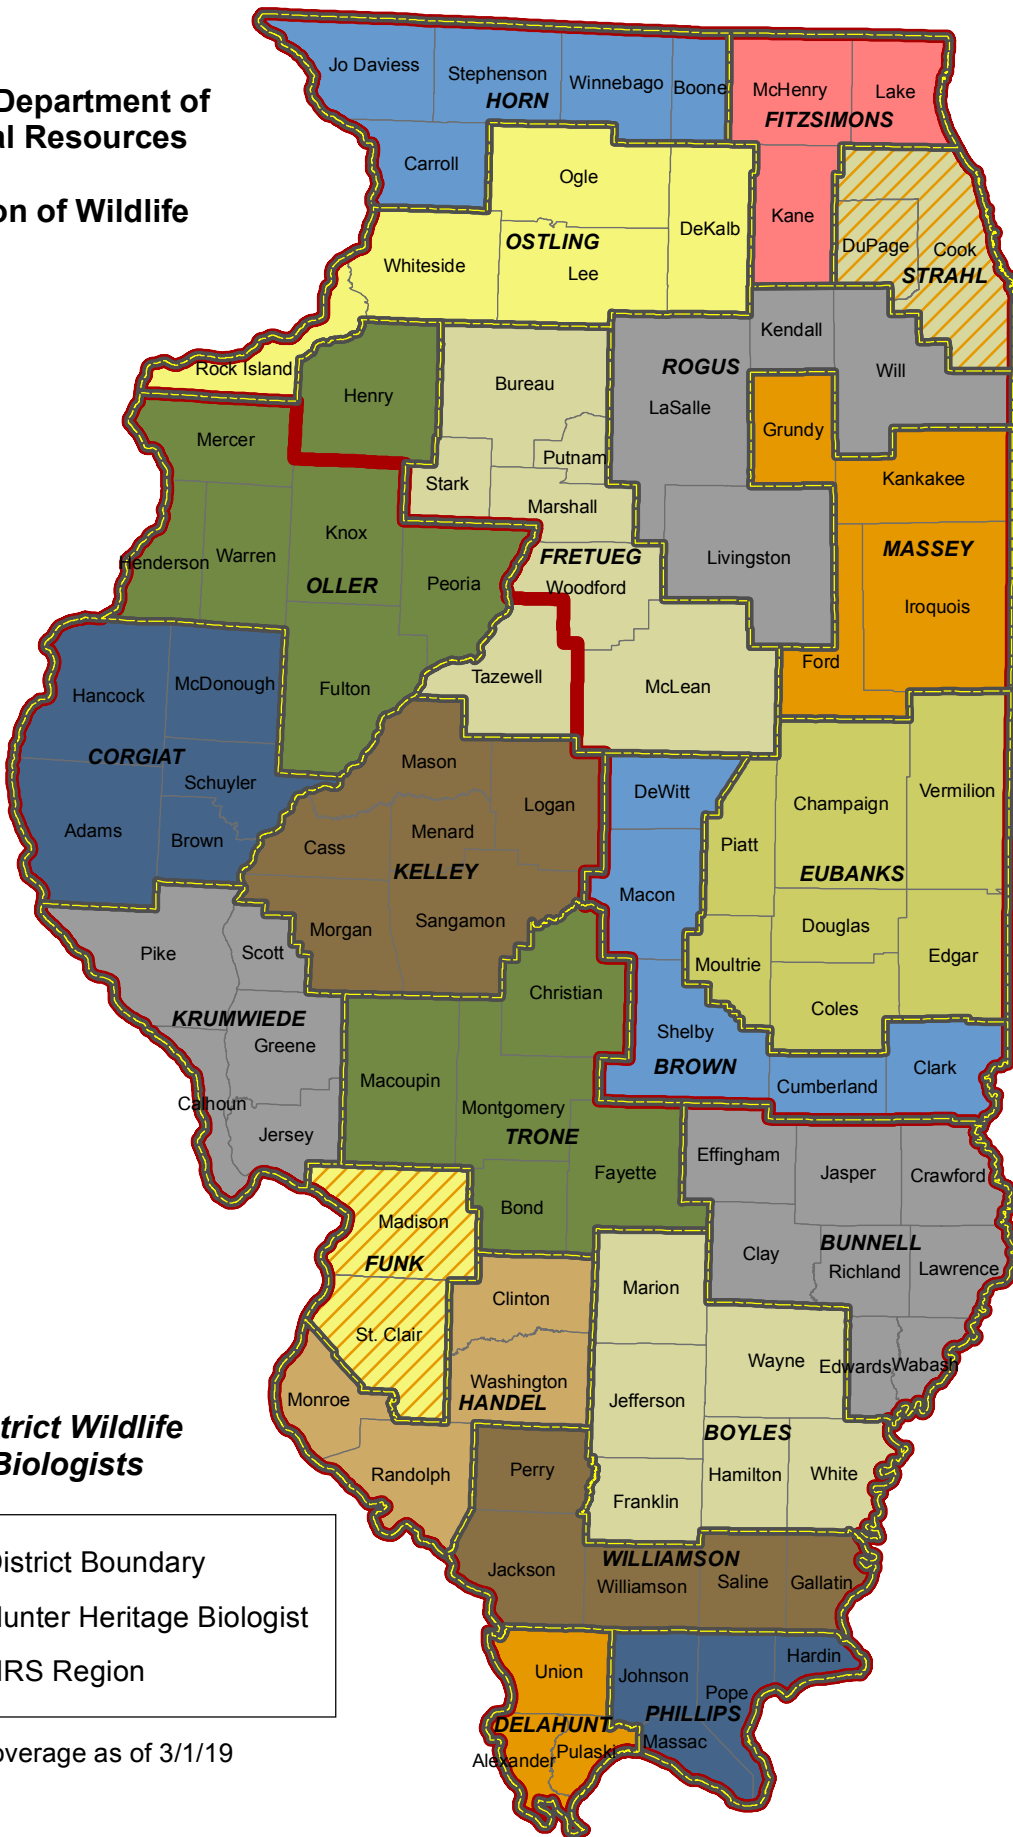 Department of
al Resources
on of Wildlife
Jo Daviess
Stephenson
Winnebago
Boone
McHenry
Lake
HORN
FITZSIMONS
Carroll
Ogle
Kane
DeKalb
DuPage
Cook
STRAHL
OSTLING
Whiteside
Lee
Kendall
Rock Island
ROGUS
Will
Henry
Bureau
LaSalle
Grundy
Mercer
Putnam
Kankakee
Stark
Marshall
Knox
MASSEY
Henderson
Warren
FRETUEG
Livingston
OLLER
Peoria
Woodford
Iroquois
Ford
Hancock
McDonough
Fulton
Tazewell
McLean
CORGIAT
Mason
Schuyler
DeWitt
Vermilion
Logan
Champaign
Adams
Brown
Cass
Menard
Piatt
KELLEY
EUBANKS
Macon
Morgan
Sangamon
Douglas
Pike
Scott
Moultrie
Edgar
Christian
Coles
KRUMWIEDE
Greene
Shelby
BROWN
Clark
Macoupin
Cumberland
Calhoun
Montgomery
Jersey
TRONE
Effingham
Fayette
Jasper
Crawford
Madison
Bond
FUNK
Clay
BUNNELL
Richland
Lawrence
Marion
Clinton
St. Clair
Wayne
Edwards
Wabash
Monroe
Washington
HANDEL
Jefferson
trict Wildlife
Biologists
BOYLES
Randolph
Perry
Hamilton
White
Franklin
District Boundary
WILLIAMSON
Jackson
Williamson
Saline
Gallatin
Hunter Heritage Biologist
NRS Region
Union
Johnson
Hardin
Pope
PHILLIPS
DELAHUNT
Massac
Alexander
Pulaski
overage as of 3/1/19